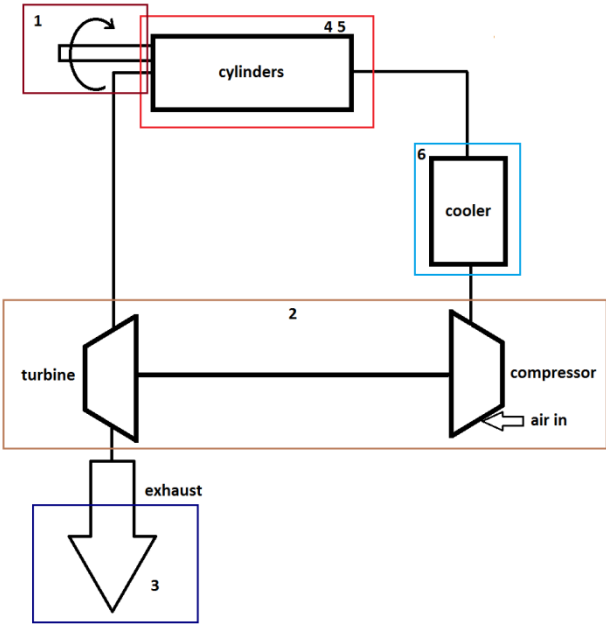 1
4 5
cylinders
6
cooler
2
turbine
compressor
air in
exhaust
3